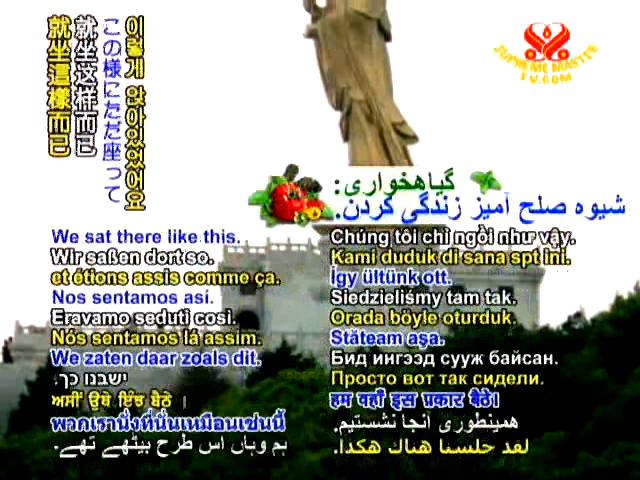 就坐這樣而已
就坐这样而已
この様にただ座って
이렇게 앉아있었어요
SUPREME MASTER
TV.COM
گیاهخواری:
شیوه صلح آمیز زندگی کردن.
We sat there like this.
Wir saßen dort so.
et étions assis comme ça.
Nos sentamos así.
Eravamo seduti così.
Nós sentamos lá assim.
We zaten daar zoals dit.
ישבנו כך.
ਅਸੀਂ ਉਥੇ ਇੰਝ ਬੈਠੇ ।
พวกเรานั่งที่นั่นเหมือนเช่นนี้
ہم وہاں اس طرح بیٹھے تھے۔
Chúng tôi chỉ ngồi như vậy.
Kami duduk di sana spt ini.
Így ültünk ott.
Siedzieliśmy tam tak.
Orada böyle oturduk.
Stăteam aşa.
Бид ингээд сууж байсан.
Просто вот так сидели.
हम वहाँ इस प्रकार बैठे।
همینطوری آنجا نشستیم.
لقد جلسنا هناك هكذا.